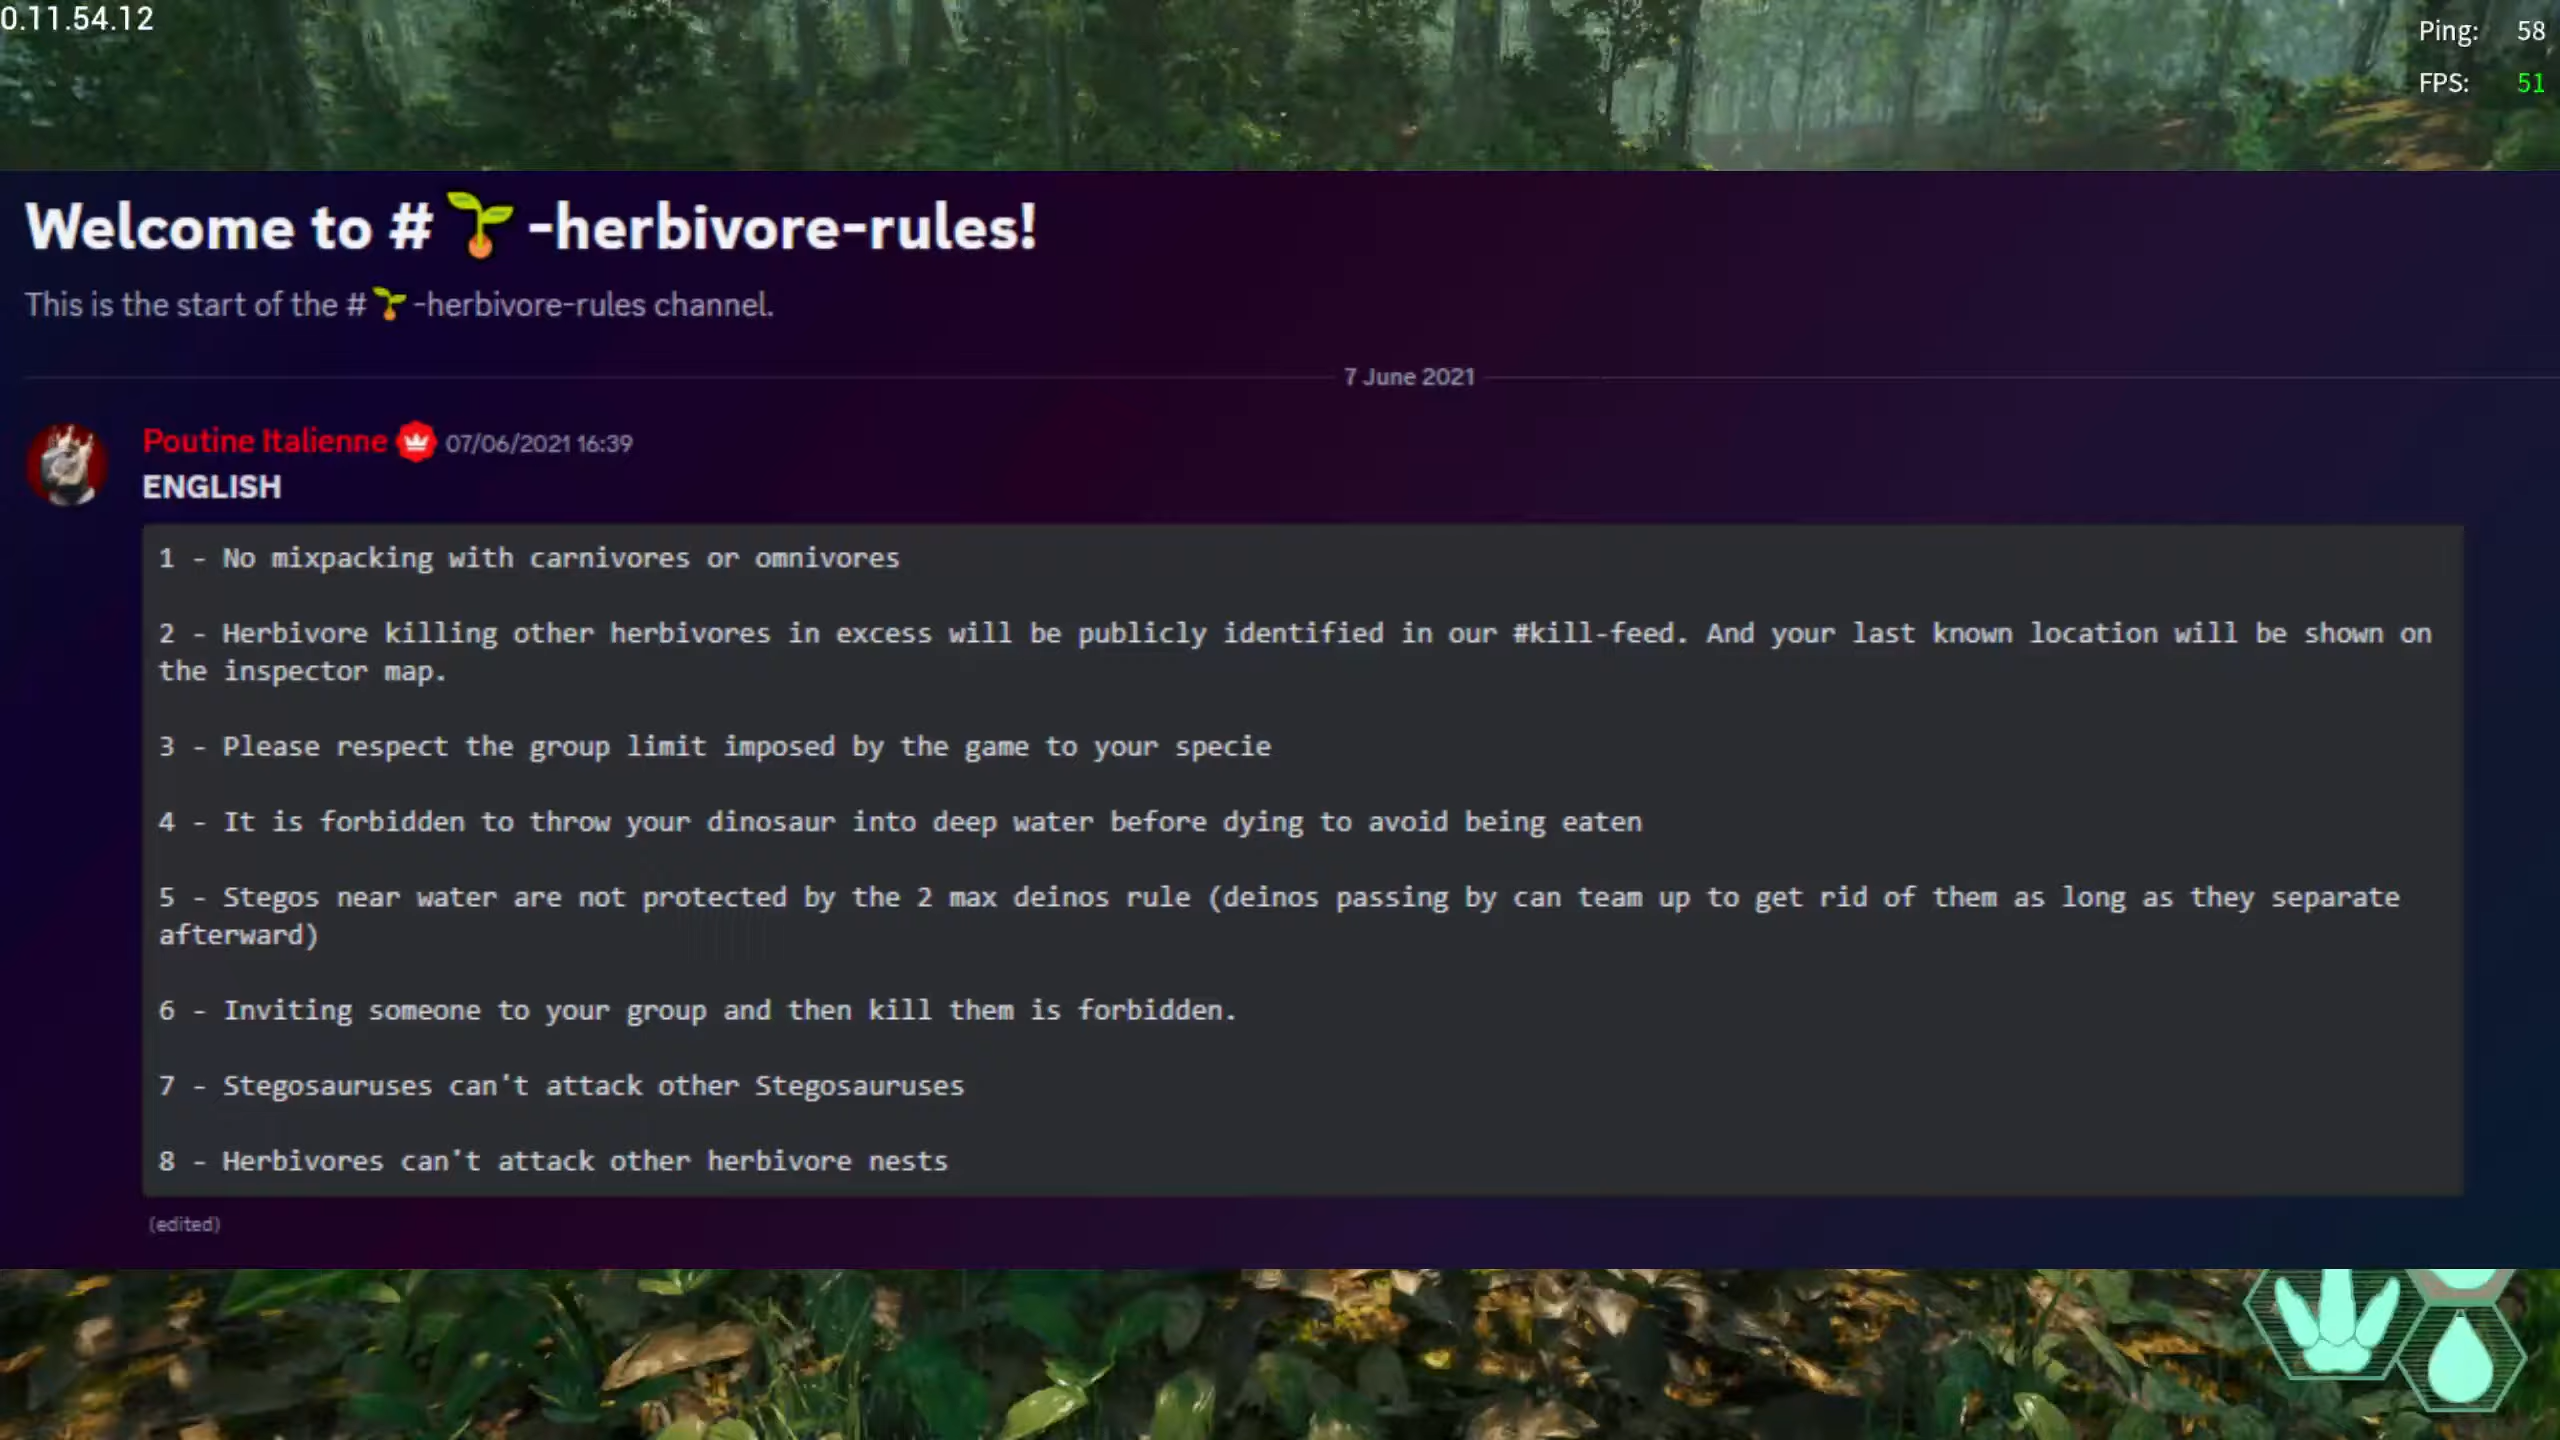 0.11.54.12
Ping: 58
FPS: 51
Welcome to #🌱-herbivore-rules!
This is the start of the #🌱-herbivore-rules channel.
7 June 2021
Poutine Italienne 07/06/2021 16:39
ENGLISH
1 - No mixpacking with carnivores or omnivores
2 - Herbivore killing other herbivores in excess will be publicly identified in our #kill-feed. And your last known location will be shown on
the inspector map.
3 - Please respect the group limit imposed by the game to your specie
4 - It is forbidden to throw your dinosaur into deep water before dying to avoid being eaten
5 - Stegos near water are not protected by the 2 max deinos rule (deinos passing by can team up to get rid of them as long as they separate
afterward)
6 - Inviting someone to your group and then kill them is forbidden.
7 - Stegosauruses can't attack other Stegosauruses
8 - Herbivores can't attack other herbivore nests
(edited)